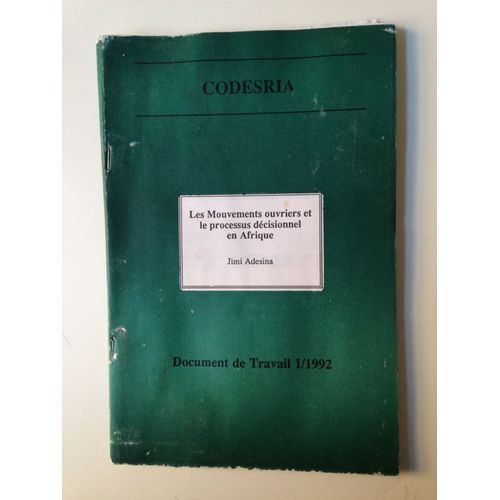 CODESRIA
Les Mouvements ouvriers et
le processus décisionnel
en Afrique
Jimi Adesina
Document de Travail 1/1992